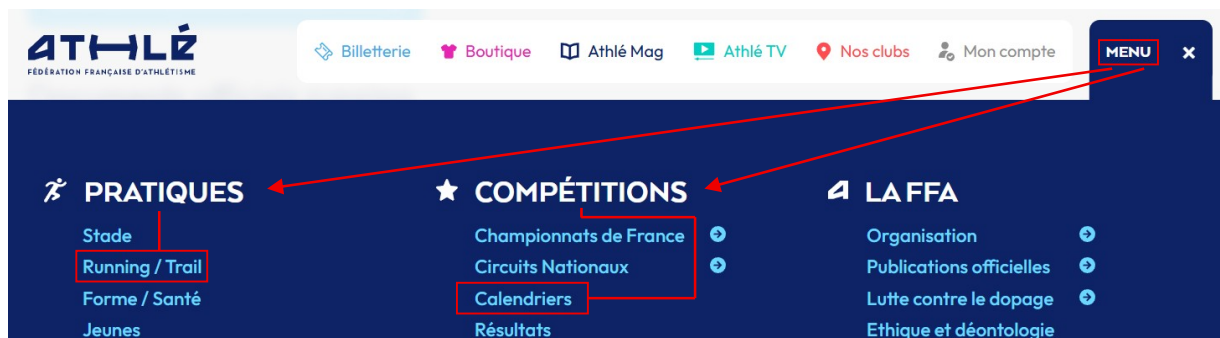 ATHLÉ
FÉDÉRATION FRANÇAISE D'ATHLÉTISME
Billetterie Boutique Athlé Mag Athlé TV Nos clubs Mon compte MENU
PRATIQUES
Stade
Running / Trail
Forme / Santé
Jeunes
COMPÉTITIONS
Championnats de France
Circuits Nationaux
Calendriers
Résultats
LA FFA
Organisation
Publications officielles
Lutte contre le dopage
Ethique et déontologie